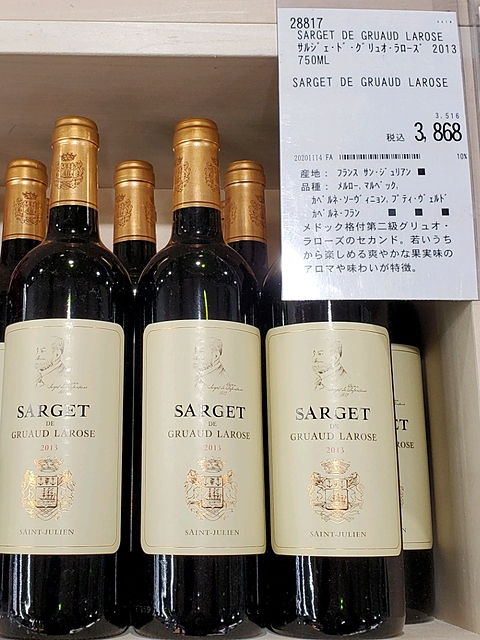 28817
SARGET DE GRUAUD LAROSE
サルジェ・ド・グリュオ・ラローズ 2013
750ML
SARGET DE GRUAUD LAROSE
3,516
税込 3,868
20201114 FA 10%
産地： フランス サン・ジュリアン ■
品種： メルロー、マルベック、
カベルネ・ソーヴィニョン、プティ・ヴェルド
カベルネ・フラン ■ ■ ■
メドック格付第二級グリュオ・
ラローズのセカンド。若いうち
から楽しめる爽やかな果実味の
アロマや味わいが特徴。
SARGET
DE
GRUAUD LAROSE
2013
SAINT-JULIEN
SARGET
DE
GRUAUD LAROSE
2013
SAINT-JULIEN
SARGET
DE
GRUAUD LAROSE
2013
SAINT-JULIEN
ET
ROSE